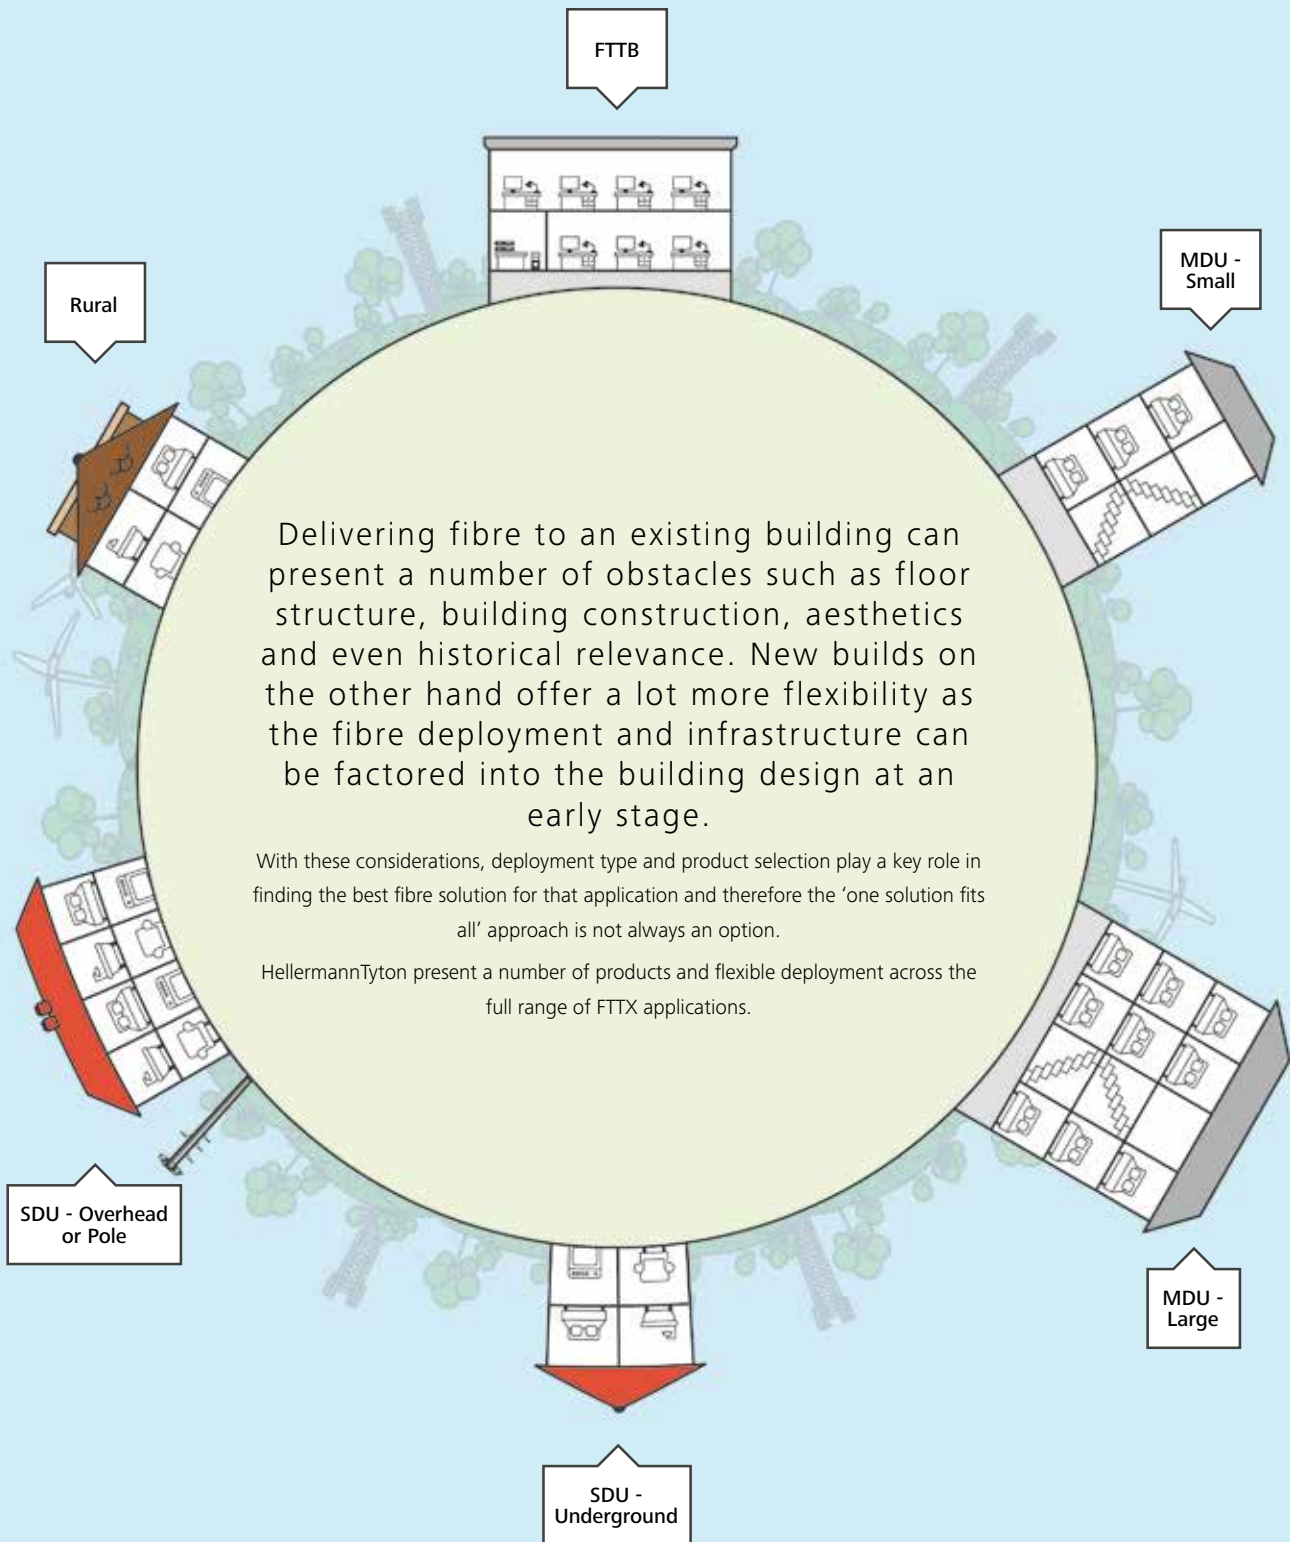 FTTB
MDU -
Small
Rural
Delivering fibre to an existing building can
present a number of obstacles such as floor
structure, building construction, aesthetics
and even historical relevance. New builds on
the other hand offer a lot more flexibility as
the fibre deployment and infrastructure can
be factored into the building design at an
early stage.
With these considerations, deployment type and product selection play a key role in
finding the best fibre solution for that application and therefore the ‘one solution fits
all’ approach is not always an option.
HellermannTyton present a number of products and flexible deployment across the
full range of FTTX applications.
SDU - Overhead
or Pole
MDU -
Large
SDU -
Underground